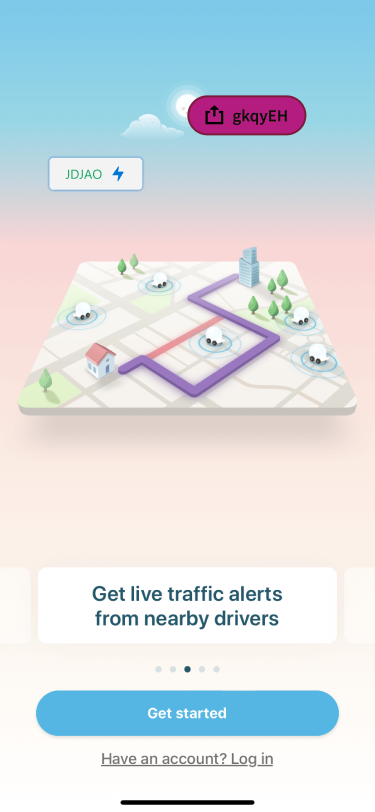 gkqyEH
JDJAO
Get live traffic alerts
from nearby drivers
Get started
Have an account? Log in